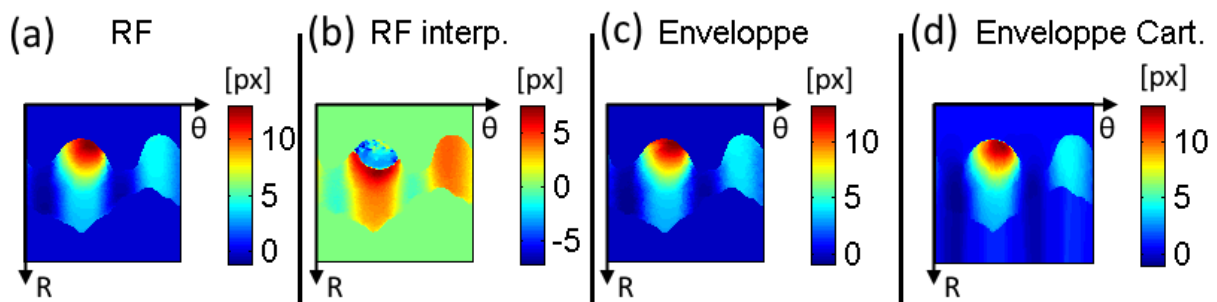 (a) RF
(b) RF interp.
(c) Enveloppe
(d) Enveloppe Cart.
[px]
[px]
[px]
[px]
θ
10
5
0
R
θ
5
0
-5
R
θ
10
5
0
R
θ
10
5
0
R